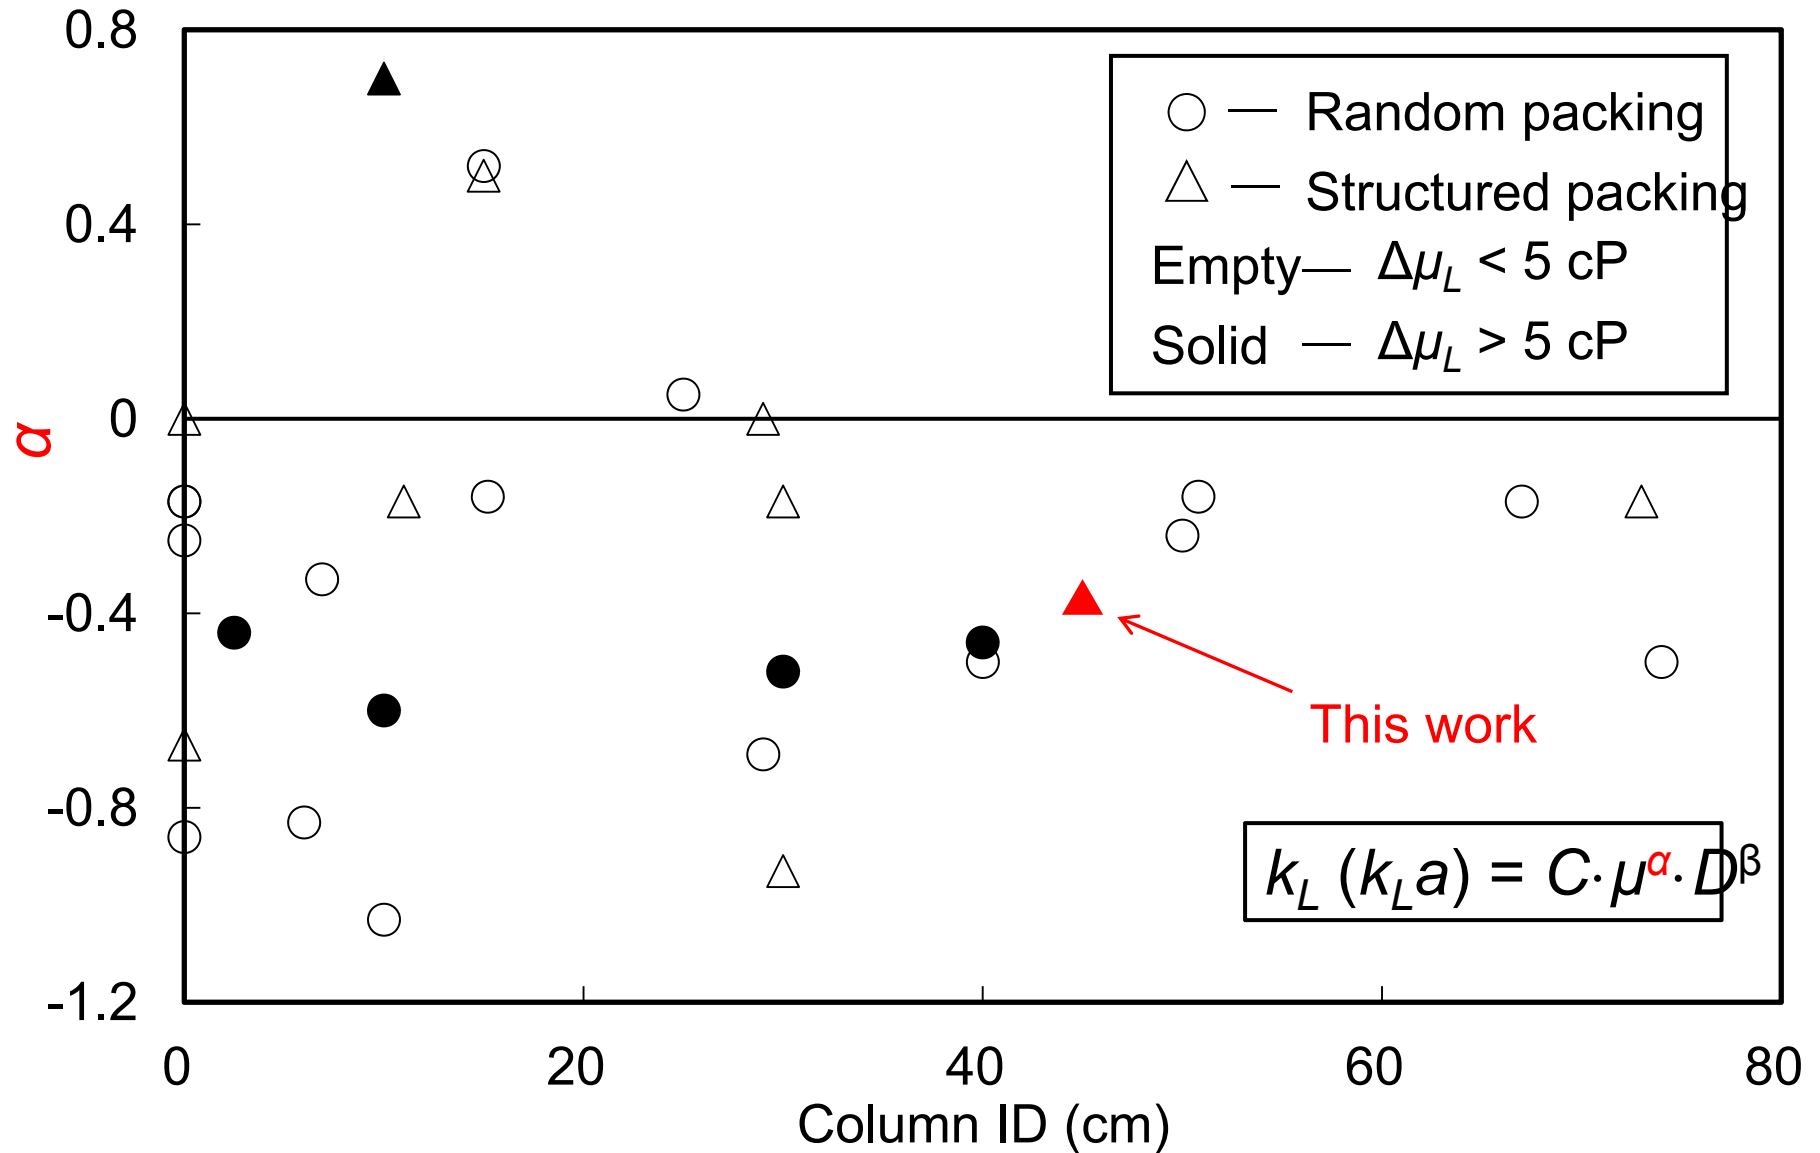 0.8
0.4
0
-0.4
-0.8
-1.2
α
0
20
40
60
80
Column ID (cm)
— Random packing
— Structured packing
Empty — Δμ_L < 5 cP
Solid — Δμ_L > 5 cP
This work
k_L (k_L a) = C·μ^α·D^β